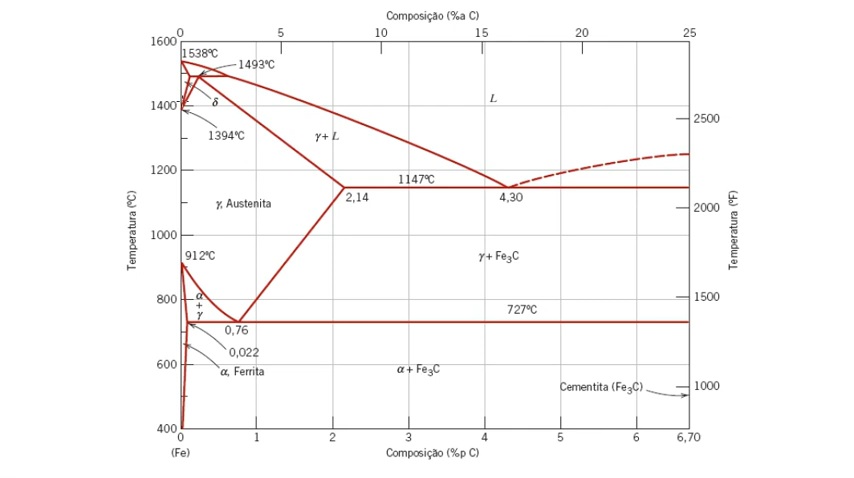 Composição (%a C)
0 5 10 15 20 25
1600
1538ºC
1493ºC
δ
L
1400
2500
1394ºC
γ + L
1200
1147ºC
2,14
4,30
γ, Austenita
2000
Temperatura (ºC)
Temperatura (ºF)
1000
912ºC
γ + Fe3C
α
+
γ
800
727ºC
1500
0,76
0,022
600
α, Ferrita
α + Fe3C
Cementita (Fe3C)
1000
400
0 1 2 3 4 5 6 6,70
(Fe)
Composição (%p C)